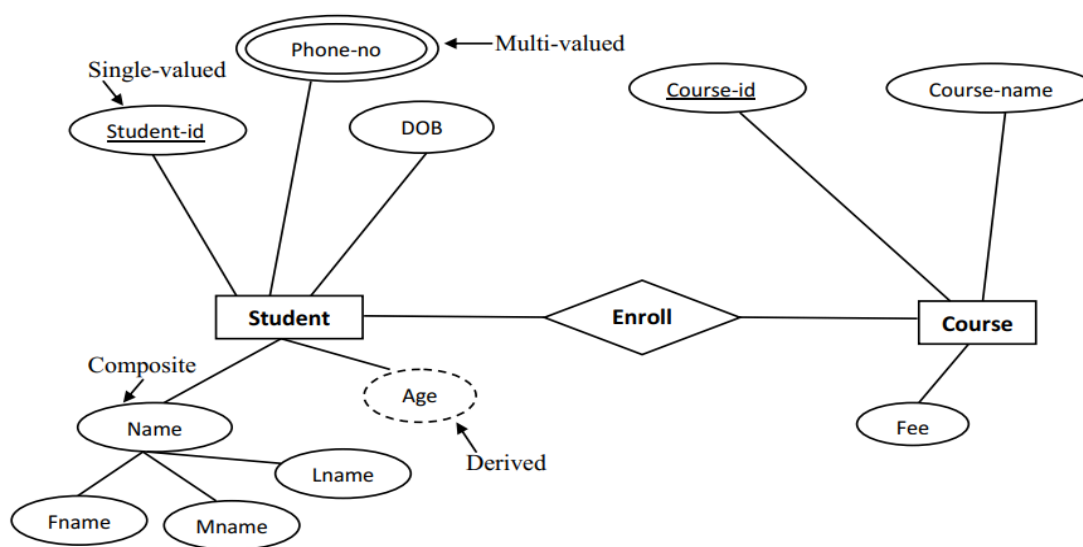 Phone-no
Multi-valued
Single-valued
Student-id
DOB
Course-id
Course-name
Student
Enroll
Course
Composite
Name
Age
Derived
Fee
Lname
Fname
Mname